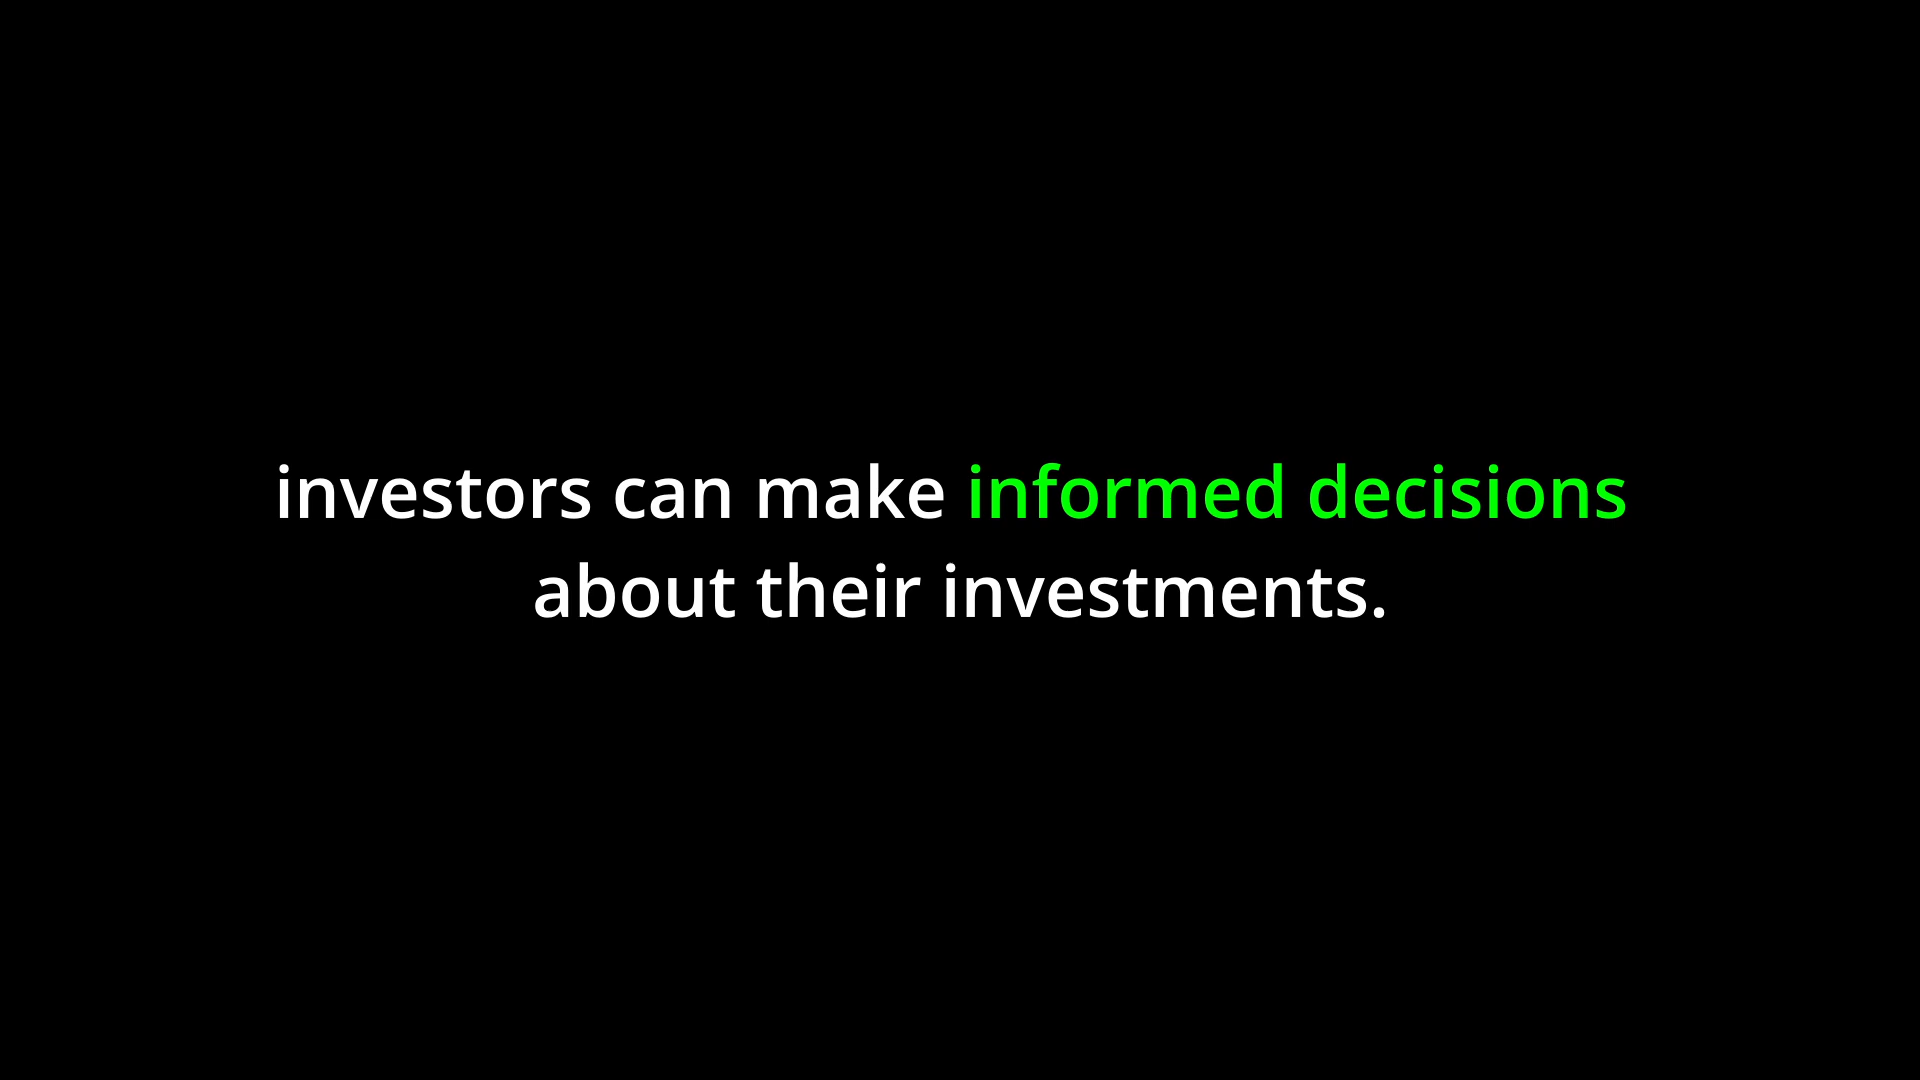 investors can make informed decisions
about their investments.